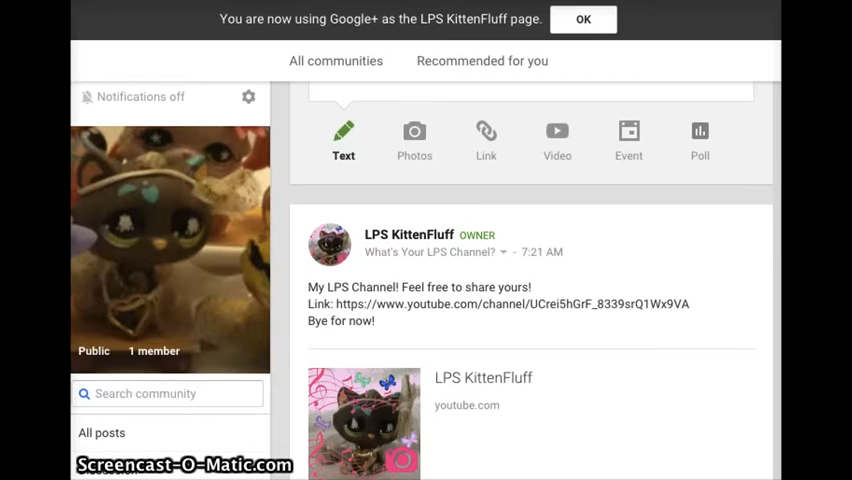 You are now using Google+ as the LPS KittenFluff page. OK
All communities Recommended for you
Notifications off
Text Photos Link Video Event Poll
LPS KittenFluff OWNER
What's Your LPS Channel? - 7:21 AM
My LPS Channel! Feel free to share yours!
Link: https://www.youtube.com/channel/UCrei5hGrF_8339srQ1Wx9VA
Bye for now!
Public 1 member
LPS KittenFluff
youtube.com
Search community
All posts
Screencast-O-Matic.com